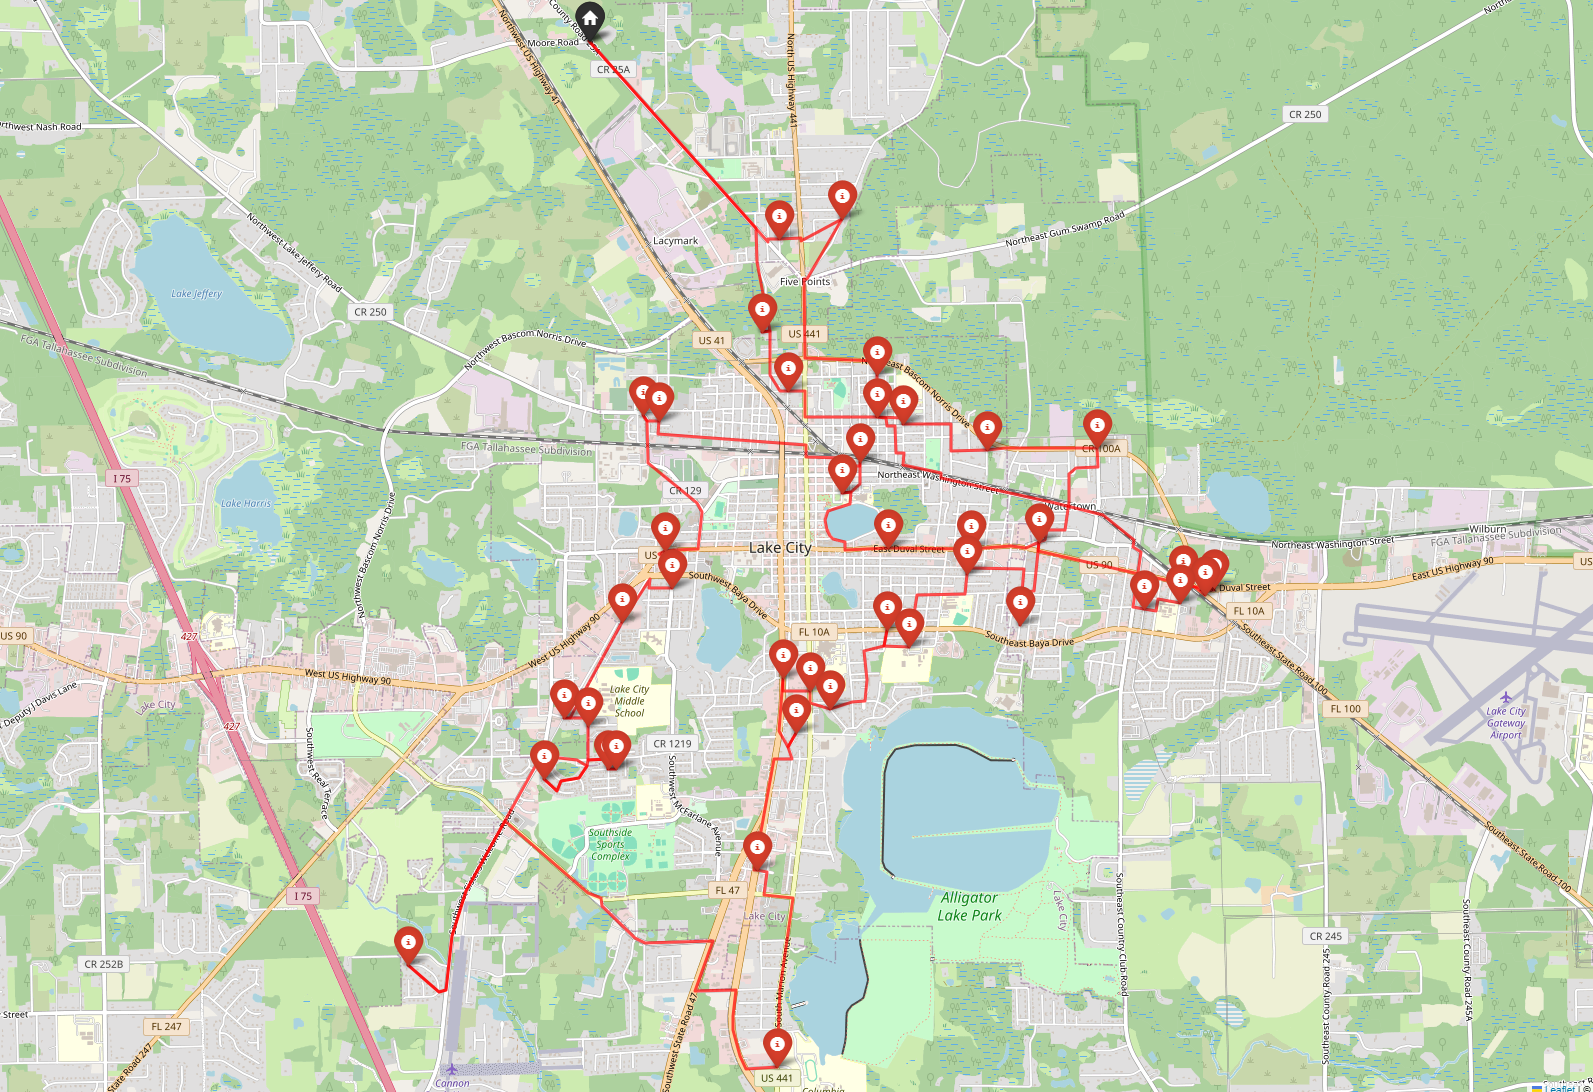 Moore Road
CR 25A
Northwest US Highway 41
North US Highway 441
CR 250
Northwest Nash Road
Northwest Lake Jeffery Road
Lacymark
Northeast Gum Swamp Road
Lake Jeffery
Five Points
CR 250
US 41
US 441
FGA Tallahassee Subdivision
Northwest Bascom Norris Drive
Northeast Bascom Norris Drive
FGA Tallahassee Subdivision
CR 100A
I 75
Lake Harris
CR 129
Northeast Washington Street
Watertown
Northwest Bascom Norris Drive
Lake City
East Duval Street
Wilburn
Northeast Washington Street
FGA Tallahassee Subdivision
US 90
East US Highway 90
US
Southwest Baya Drive
Duval Street
FL 10A
US 90
427
West US Highway 90
FL 10A
Southeast Baya Drive
West US Highway 90
Southeast State Road 100
Deputy J Davis Lane
Lake City
427
Lake City
Middle
School
FL 100
Lake City
Gateway
Airport
CR 1219
Southwest Real Terrace
Southwest McFarlane Avenue
Southside
Sports
Complex
Southeast State Road 100
I 75
FL 47
Lake City
Alligator
Lake Park
Lake City
Southeast Country Club Road
CR 245
CR 252B
South Marion Avenue
Southeast County Road 245
Southeast County Road 245A
Street
FL 247
State Road 247
Southwest State Road 47
Cannon
US 441
Columbia
Leaflet | ©